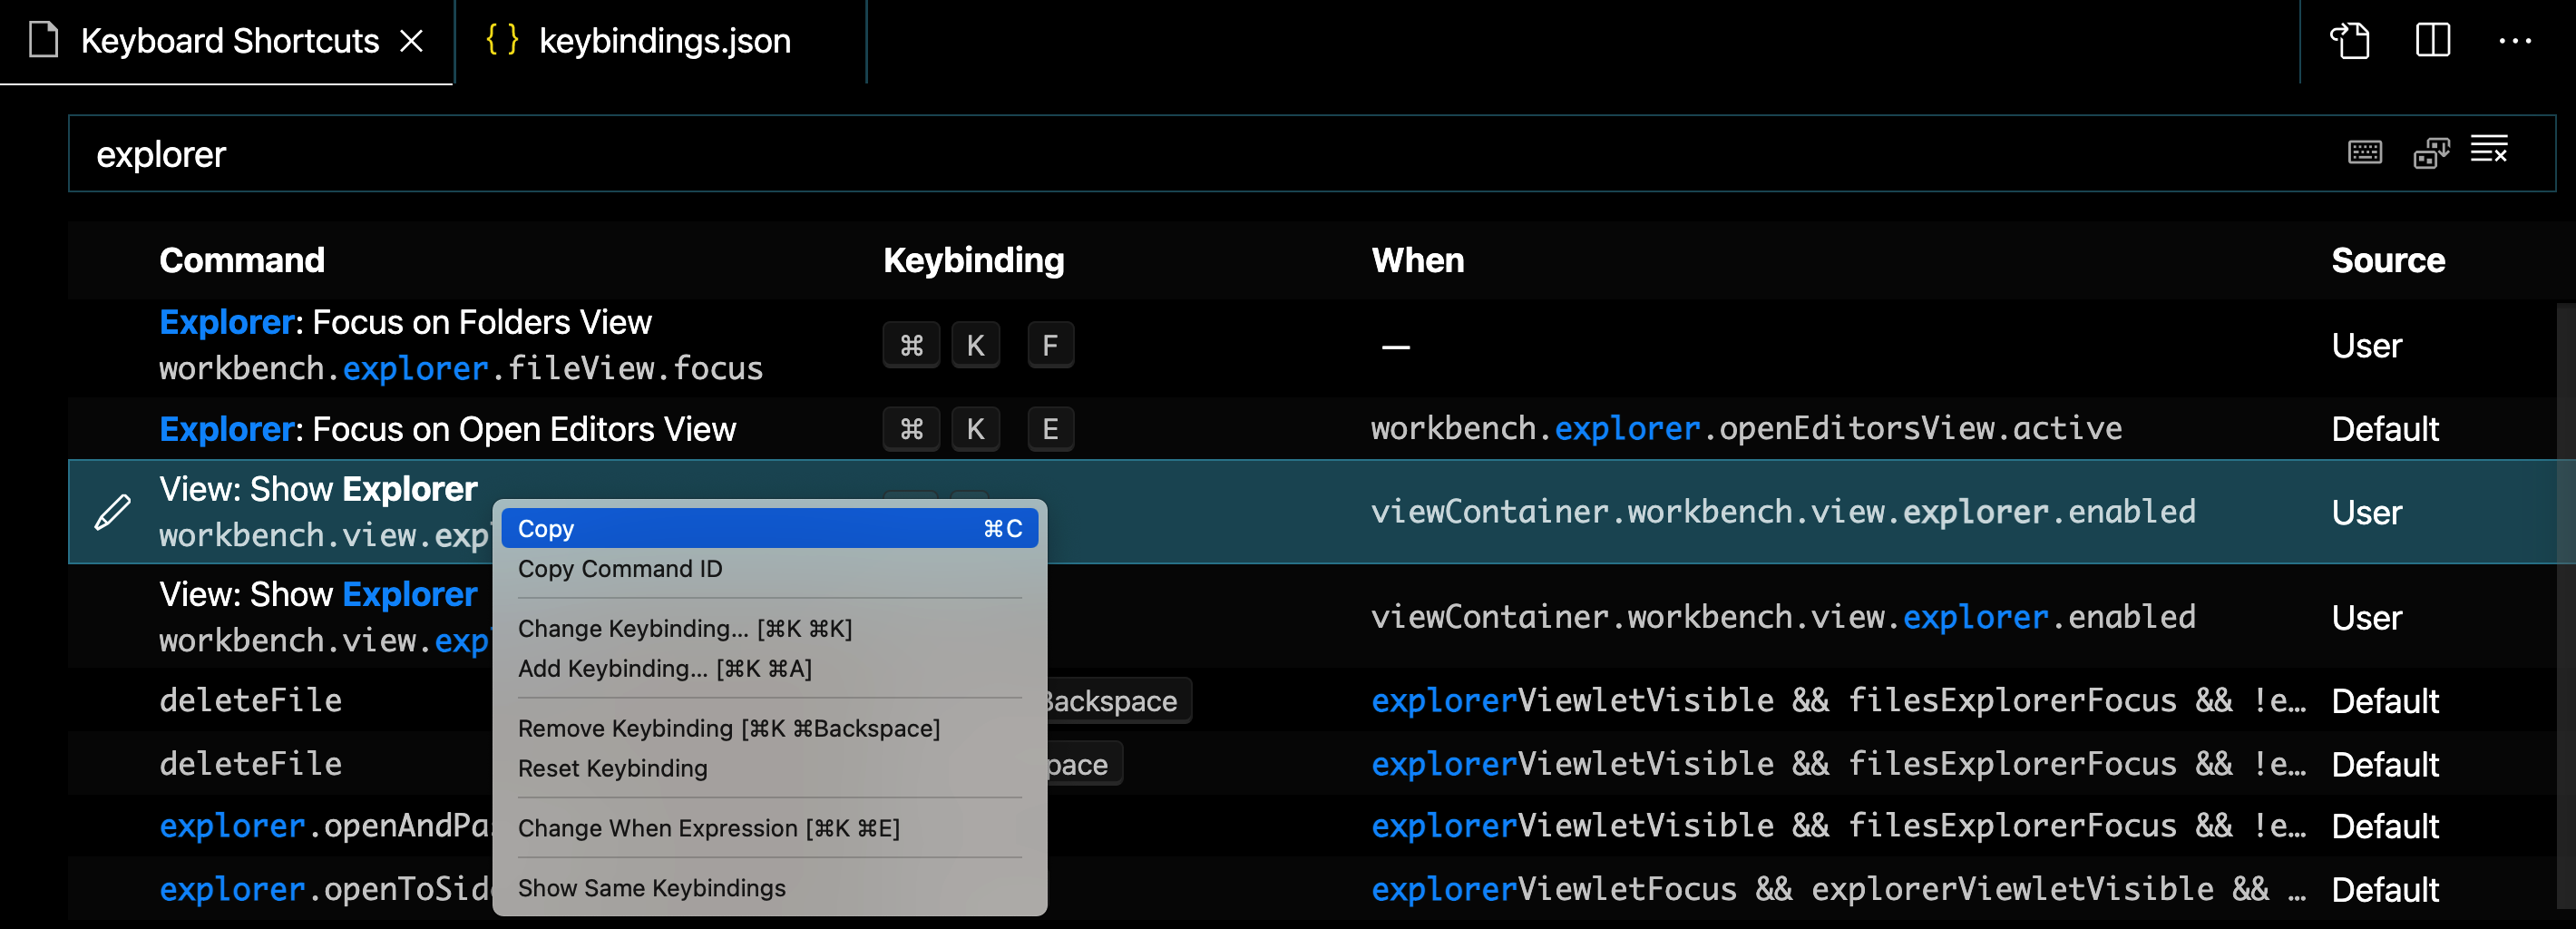 Keyboard Shortcuts
{} keybindings.json
explorer
Command Keybinding When Source
Explorer: Focus on Folders View
workbench.explorer.fileView.focus
⌘ K F — User
Explorer: Focus on Open Editors View ⌘ K E workbench.explorer.openEditorsView.active Default
View: Show Explorer
workbench.view.exp
viewContainer.workbench.view.explorer.enabled User
View: Show Explorer
workbench.view.exp
viewContainer.workbench.view.explorer.enabled User
deleteFile Backspace explorerViewletVisible && filesExplorerFocus && !e… Default
deleteFile pace explorerViewletVisible && filesExplorerFocus && !e… Default
explorer.openAndPa explorerViewletVisible && filesExplorerFocus && !e… Default
explorer.openToSid explorerViewletFocus && explorerViewletVisible && … Default
Copy ⌘C
Copy Command ID
Change Keybinding... [⌘K ⌘K]
Add Keybinding... [⌘K ⌘A]
Remove Keybinding [⌘K ⌘Backspace]
Reset Keybinding
Change When Expression [⌘K ⌘E]
Show Same Keybindings